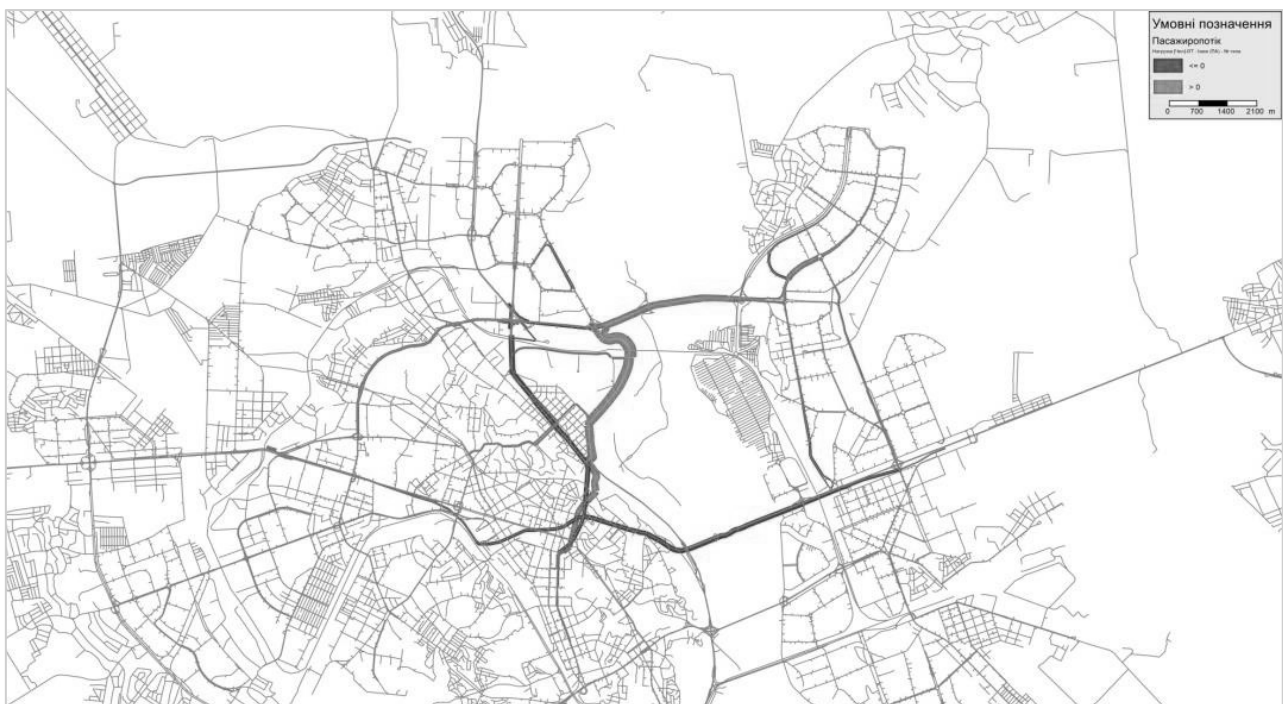 Умовні позначення
Пасажиропотік
<= 0
> 0
0 700 1400 2100 m